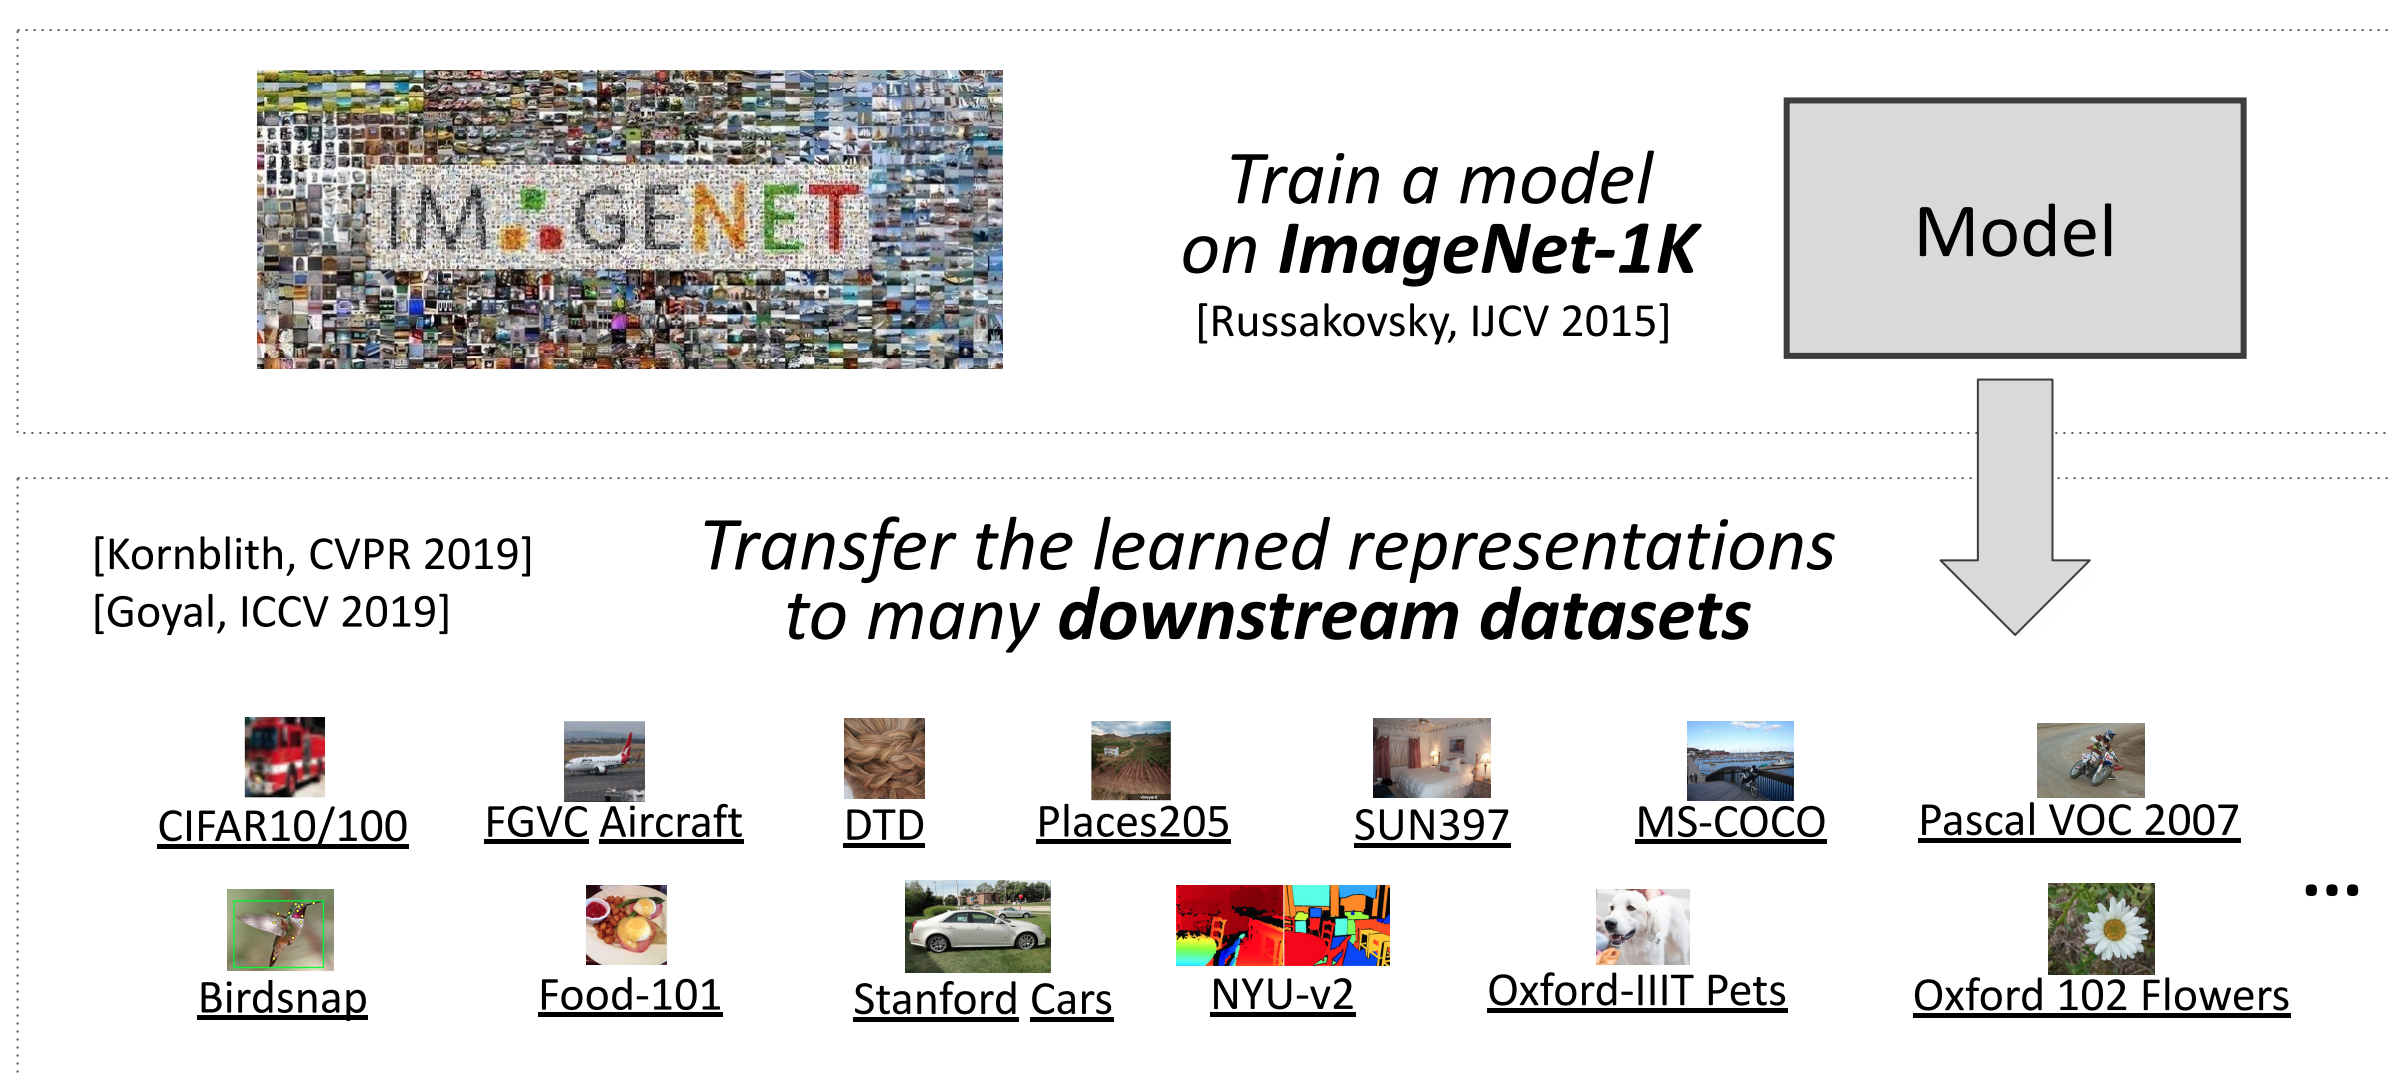 IMAGENET
Train a model
on ImageNet-1K
[Russakovsky, IJCV 2015]
Model
[Kornblith, CVPR 2019]
[Goyal, ICCV 2019]
Transfer the learned representations
to many downstream datasets
CIFAR10/100
FGVC Aircraft
DTD
Places205
SUN397
MS-COCO
Pascal VOC 2007
...
Birdsnap
Food-101
Stanford Cars
NYU-v2
Oxford-IIIT Pets
Oxford 102 Flowers